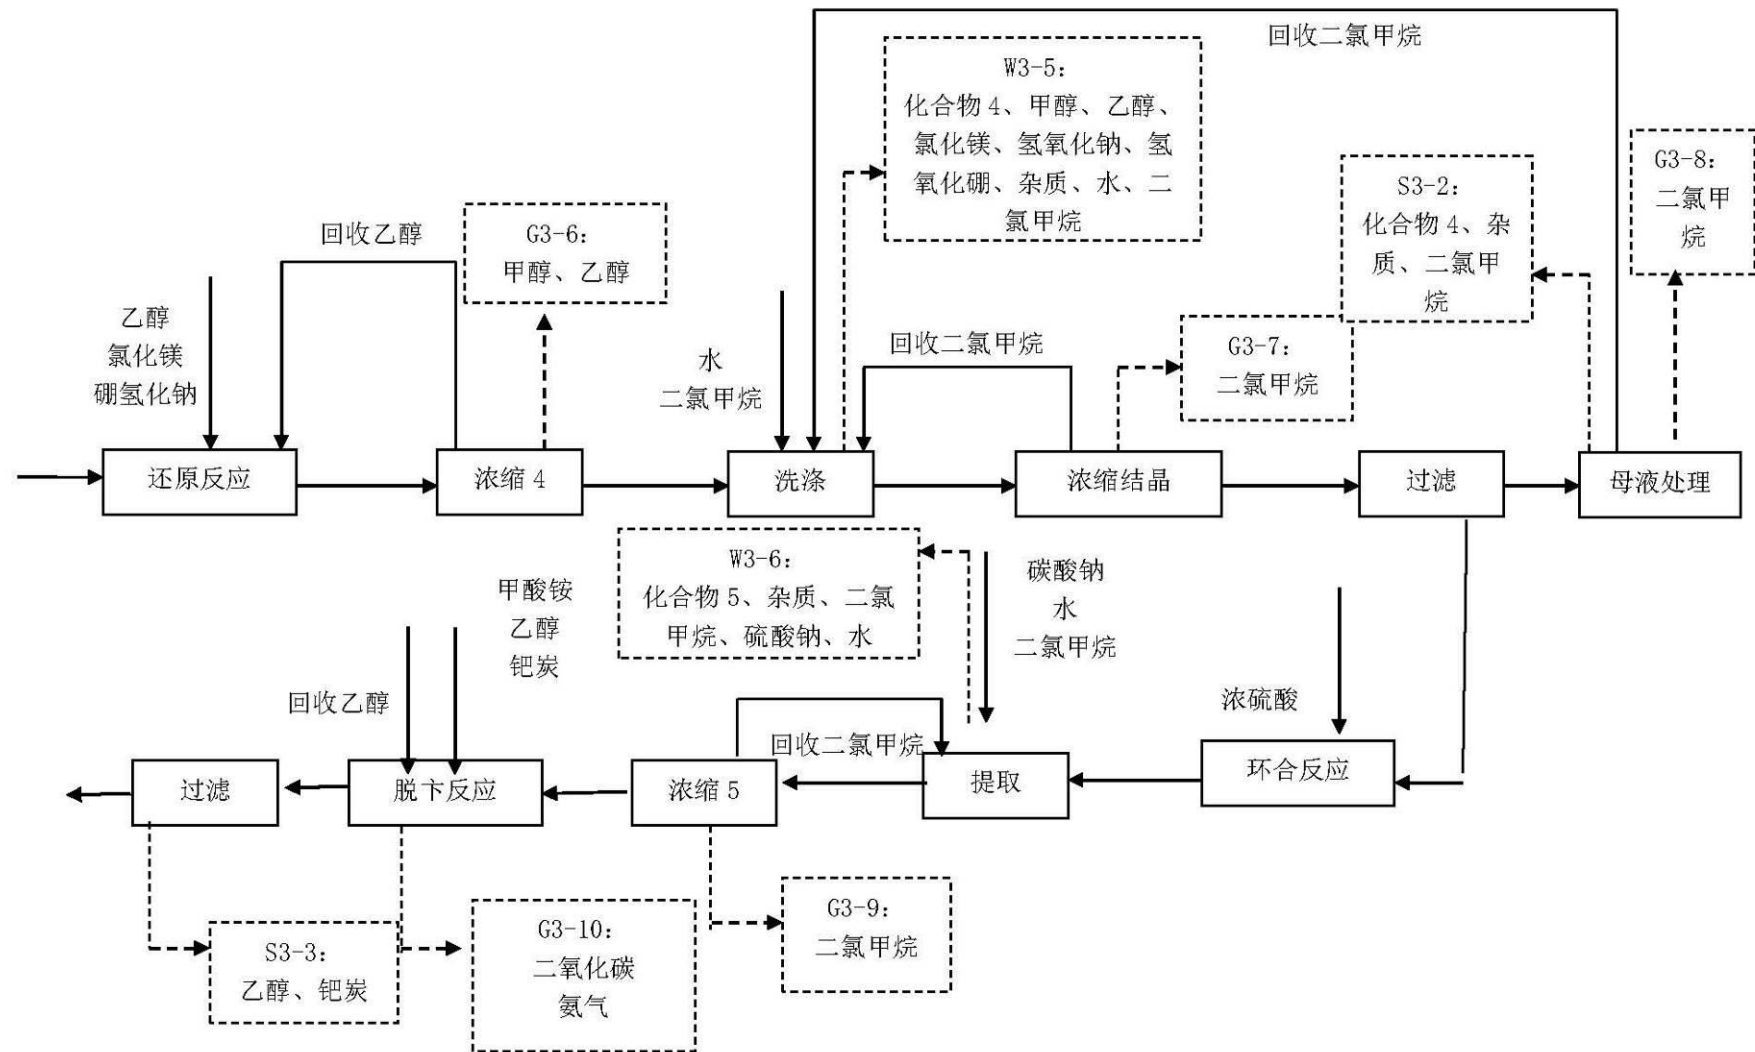 回收二氯甲烷
W3-5：
化合物 4、甲醇、乙醇、
氯化镁、氢氧化钠、氢
氧化硼、杂质、水、二
氯甲烷
G3-8：
二氯甲
烷
S3-2：
化合物 4、杂
质、二氯甲
烷
回收乙醇
G3-6：
甲醇、乙醇
乙醇
氯化镁
硼氢化钠
水
二氯甲烷
回收二氯甲烷
G3-7：
二氯甲烷
还原反应
浓缩 4
洗涤
浓缩结晶
过滤
母液处理
W3-6：
化合物 5、杂质、二氯
甲烷、硫酸钠、水
碳酸钠
水
二氯甲烷
甲酸铵
乙醇
钯炭
回收乙醇
浓硫酸
回收二氯甲烷
过滤
脱卞反应
浓缩 5
提取
环合反应
S3-3：
乙醇、钯炭
G3-10：
二氧化碳
氨气
G3-9：
二氯甲烷